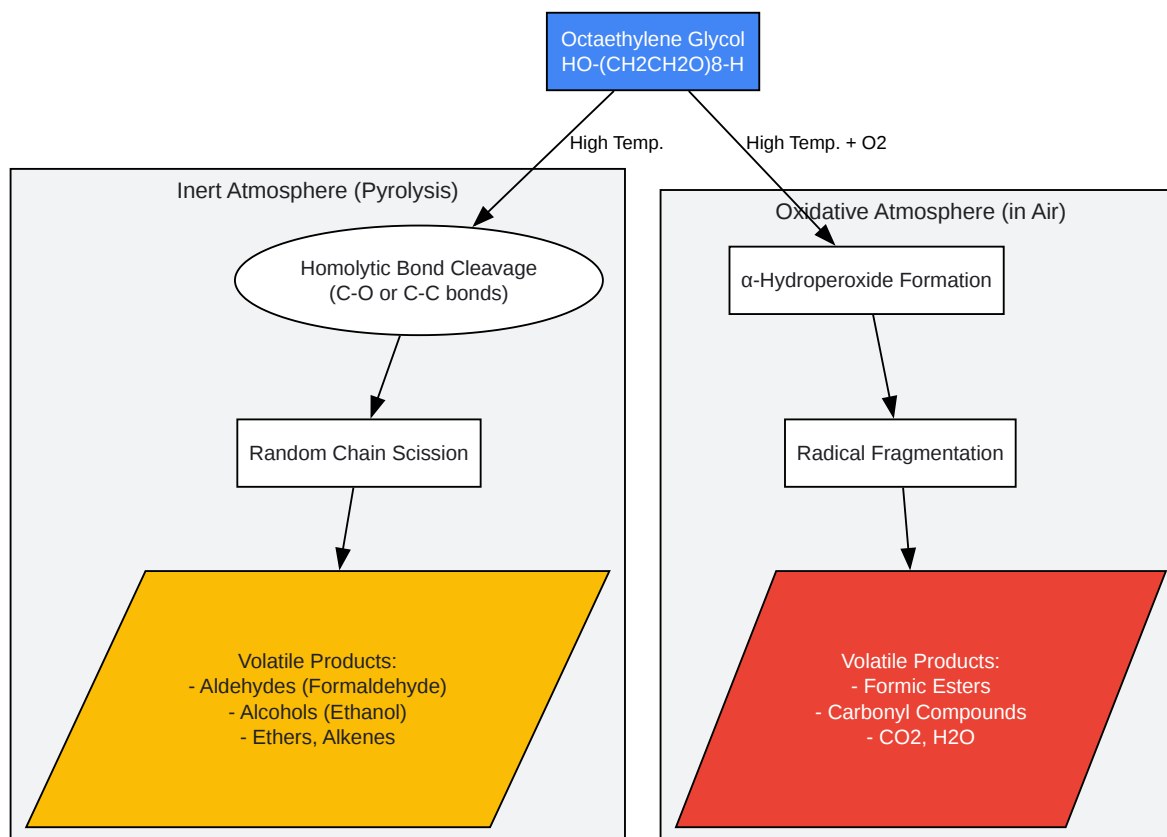 Octaethylene Glycol
HO-(CH2CH2O)8-H
High Temp.
High Temp. + O2
Inert Atmosphere (Pyrolysis)
Homolytic Bond Cleavage
(C-O or C-C bonds)
Random Chain Scission
Volatile Products:
- Aldehydes (Formaldehyde)
- Alcohols (Ethanol)
- Ethers, Alkenes
Oxidative Atmosphere (in Air)
α-Hydroperoxide Formation
Radical Fragmentation
Volatile Products:
- Formic Esters
- Carbonyl Compounds
- CO2, H2O